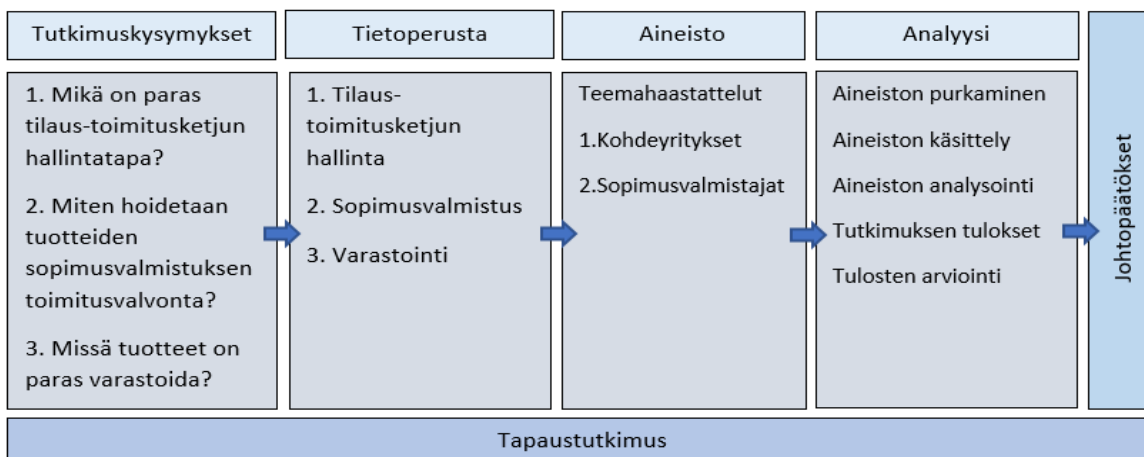 Tutkimuskysymykset
1. Mikä on paras
tilaus-toimitusketjun
hallintatapa?
2. Miten hoidetaan
tuotteiden
sopimusvalmistuksen
toimitusvalvonta?
3. Missä tuotteet on
paras varastoida?
Tietoperusta
1. Tilaus-
toimitusketjun
hallinta
2. Sopimusvalmistus
3. Varastointi
Aineisto
Teemahaastattelut
1.Kohdeyritykset
2.Sopimusvalmistajat
Analyysi
Aineiston purkaminen
Aineiston käsittely
Aineiston analysointi
Tutkimuksen tulokset
Tulosten arviointi
Johtopäätökset
Tapaustutkimus